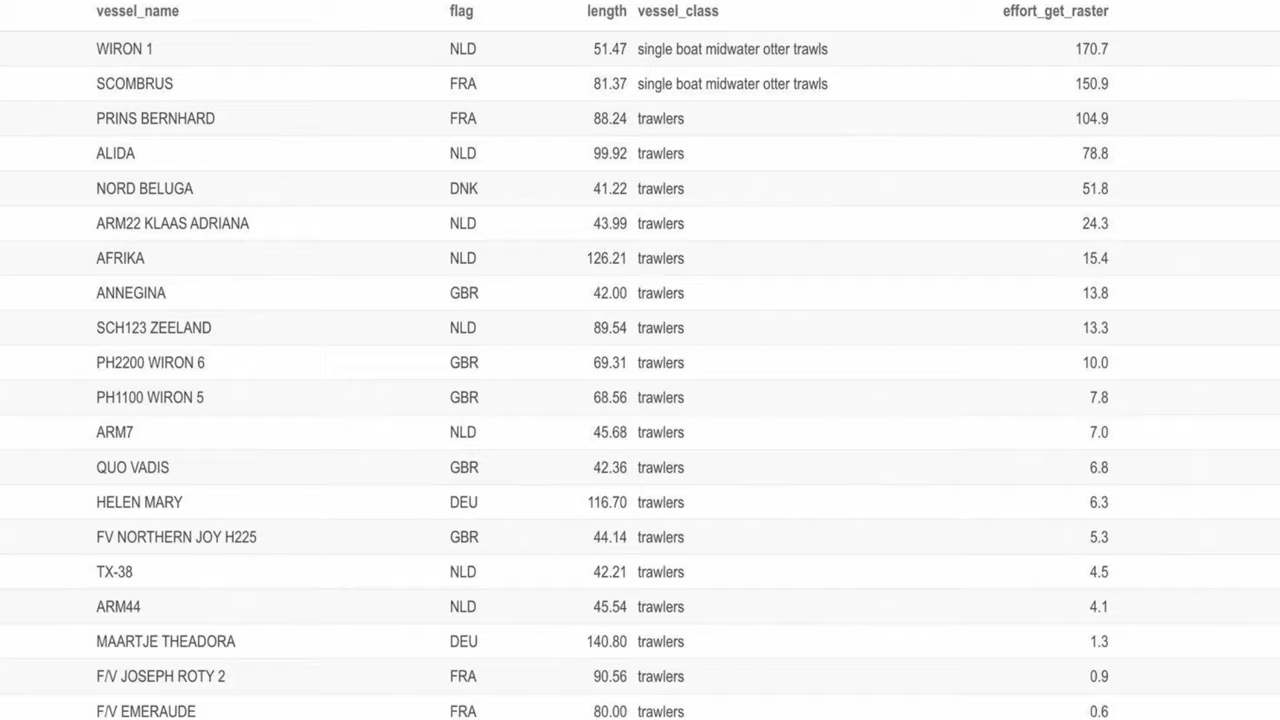 vessel_name flag length vessel_class effort_get_raster
WIRON 1 NLD 51.47 single boat midwater otter trawls 170.7
SCOMBRUS FRA 81.37 single boat midwater otter trawls 150.9
PRINS BERNHARD FRA 88.24 trawlers 104.9
ALIDA NLD 99.92 trawlers 78.8
NORD BELUGA DNK 41.22 trawlers 51.8
ARM22 KLAAS ADRIANA NLD 43.99 trawlers 24.3
AFRIKA NLD 126.21 trawlers 15.4
ANNEGINA GBR 42.00 trawlers 13.8
SCH123 ZEELAND NLD 89.54 trawlers 13.3
PH2200 WIRON 6 GBR 69.31 trawlers 10.0
PH1100 WIRON 5 GBR 68.56 trawlers 7.8
ARM7 NLD 45.68 trawlers 7.0
QUO VADIS GBR 42.36 trawlers 6.8
HELEN MARY DEU 116.70 trawlers 6.3
FV NORTHERN JOY H225 GBR 44.14 trawlers 5.3
TX-38 NLD 42.21 trawlers 4.5
ARM44 NLD 45.54 trawlers 4.1
MAARTJE THEADORA DEU 140.80 trawlers 1.3
F/V JOSEPH ROTY 2 FRA 90.56 trawlers 0.9
F/V EMERAUDE FRA 80.00 trawlers 0.6